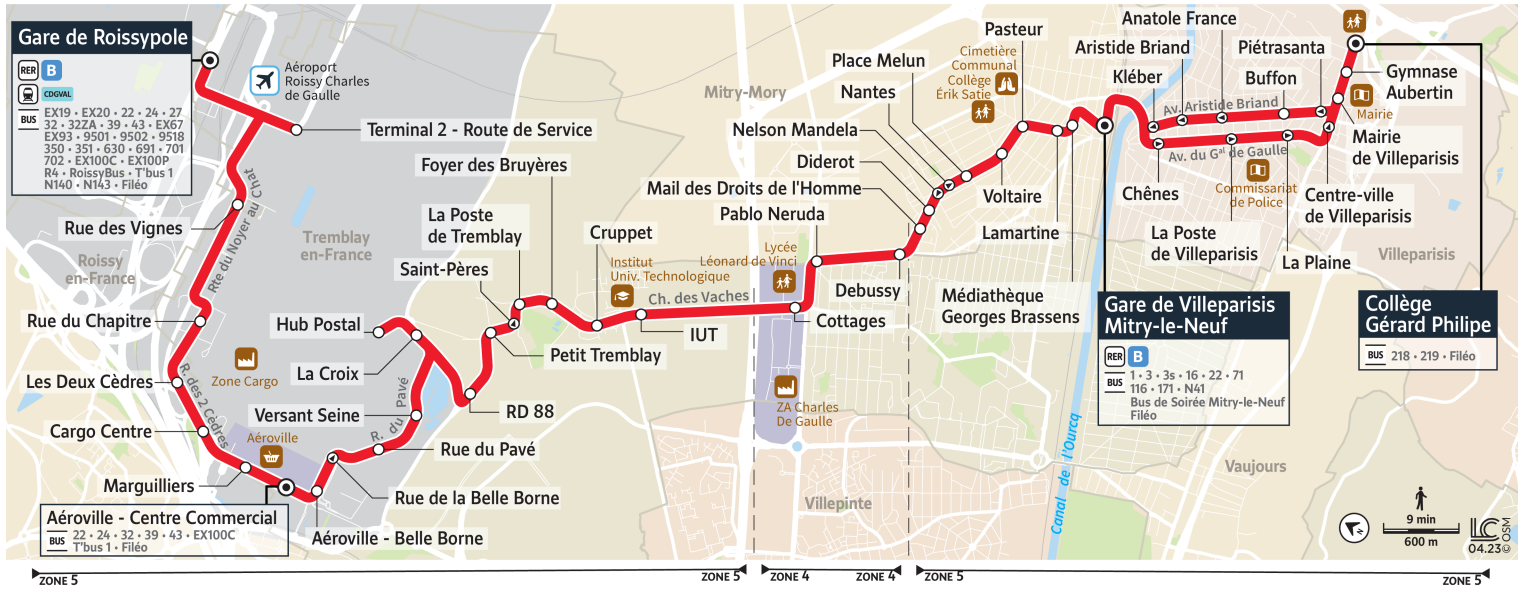 Gare de Roissypole
RER B
CDGVAL
BUS
EX19 • EX20 • 22 • 24 • 27
32 • 32ZA • 39 • 43 • EX67
EX93 • 9501 • 9502 • 9518
350 • 351 • 630 • 691 • 701
702 • EX100C • EX100P
R4 • RoissyBus • T'bus 1
N140 • N143 • Filéo
Aéroport
Roissy Charles
de Gaulle
Terminal 2 - Route de Service
Rue des Vignes
Rte du Noyer au Chat
Roissy
en-France
Tremblay
en-France
Rue du Chapitre
Les Deux Cèdres
R. des 2 Cèdres
Zone Cargo
Cargo Centre
Aéroville
Marguilliers
Aéroville - Centre Commercial
BUS
22 • 24 • 32 • 39 • 43 • EX100C
T'bus 1 • Filéo
Aéroville - Belle Borne
Rue de la Belle Borne
Rue du Pavé
R. du Pavé
Versant Seine
La Croix
Hub Postal
RD 88
Petit Tremblay
Saint-Pères
La Poste
de Tremblay
Foyer des Bruyères
Cruppet
Institut
Univ. Technologique
IUT
Ch. des Vaches
Lycée
Léonard de Vinci
Cottages
ZA Charles
De Gaulle
Villepinte
Mitry-Mory
Pablo Neruda
Debussy
Mail des Droits de l'Homme
Diderot
Nelson Mandela
Nantes
Place Melun
Voltaire
Pasteur
Cimetière
Communal
Collège
Érik Satie
Lamartine
Médiathèque
Georges Brassens
Gare de Villeparisis
Mitry-le-Neuf
RER B
BUS
1 • 3 • 3s • 16 • 22 • 71
116 • 171 • N41
Bus de Soirée Mitry-le-Neuf
Filéo
Canal de l'Ourcq
Kléber
Aristide Briand
Anatole France
Buffon
Piétrasanta
Av. Aristide Briand
Av. du Gal de Gaulle
Chênes
La Poste
de Villeparisis
Commissariat
de Police
La Plaine
Centre-ville
de Villeparisis
Mairie
de Villeparisis
Mairie
Gymnase
Aubertin
Collège
Gérard Philipe
BUS
218 • 219 • Filéo
Villeparisis
Vaujours
9 min
600 m
LC
04.23
© OSM
ZONE 5
ZONE 5
ZONE 4
ZONE 4
ZONE 5
ZONE 5